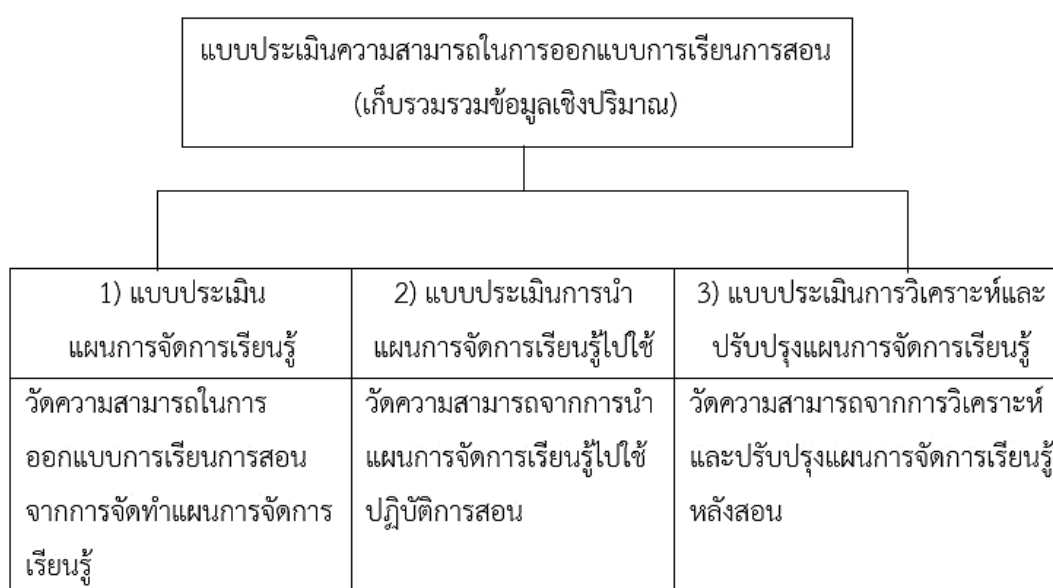 แบบประเมินความสามารถในการออกแบบการเรียนการสอน
(เก็บรวมรวมข้อมูลเชิงปริมาณ)
1) แบบประเมิน
แผนการจัดการเรียนรู้
2) แบบประเมินการนำ
แผนการจัดการเรียนรู้ไปใช้
3) แบบประเมินการวิเคราะห์และ
ปรับปรุงแผนการจัดการเรียนรู้
วัดความสามารถในการ
ออกแบบการเรียนการสอน
จากการจัดทำแผนการจัดการ
เรียนรู้
วัดความสามารถจากการนำ
แผนการจัดการเรียนรู้ไปใช้
ปฏิบัติการสอน
วัดความสามารถจากการวิเคราะห์
และปรับปรุงแผนการจัดการเรียนรู้
หลังสอน